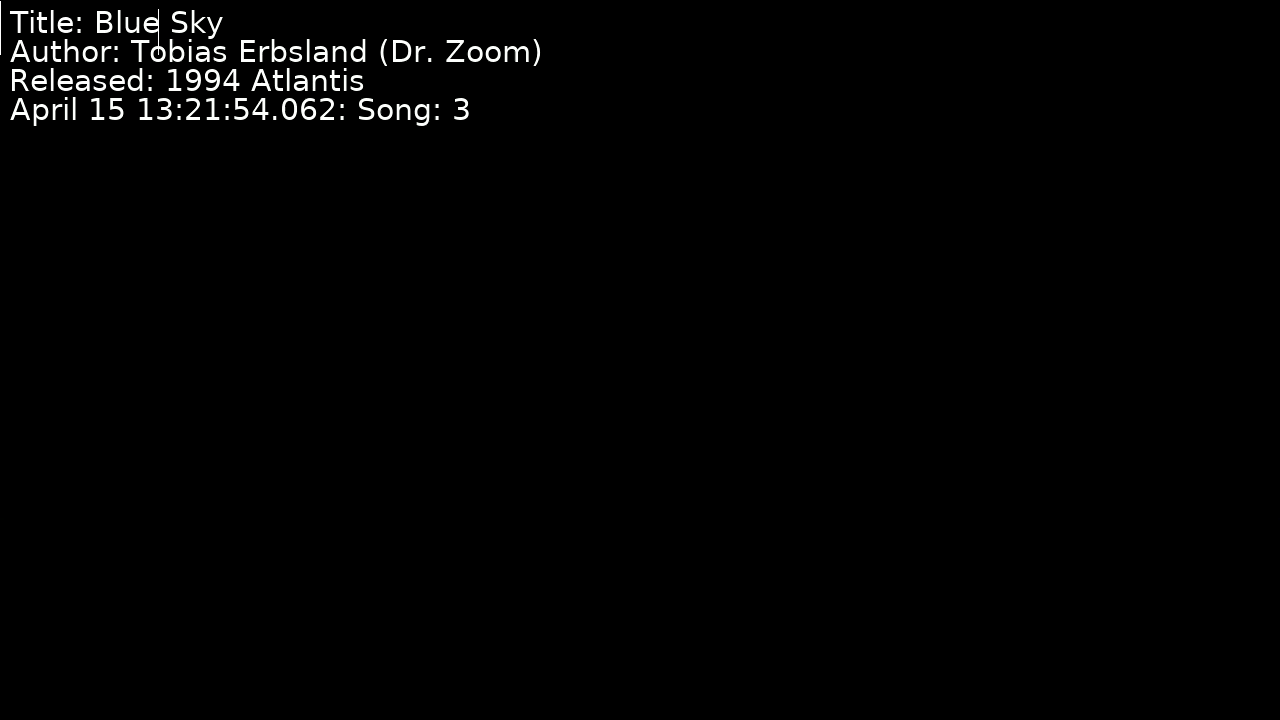 Title: Blue Sky
Author: Tobias Erbsland (Dr. Zoom)
Released: 1994 Atlantis
April 15 13:21:54.062: Song: 3